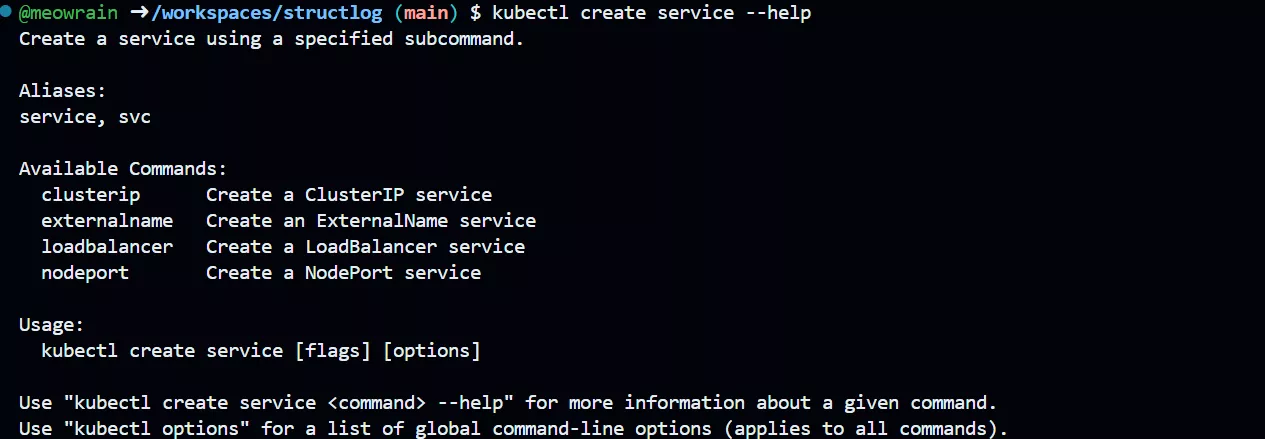 @meowrain ➜/workspaces/structlog (main) $ kubectl create service --help
Create a service using a specified subcommand.
Aliases:
service, svc
Available Commands:
clusterip Create a ClusterIP service
externalname Create an ExternalName service
loadbalancer Create a LoadBalancer service
nodeport Create a NodePort service
Usage:
kubectl create service [flags] [options]
Use "kubectl create service <command> --help" for more information about a given command.
Use "kubectl options" for a list of global command-line options (applies to all commands).